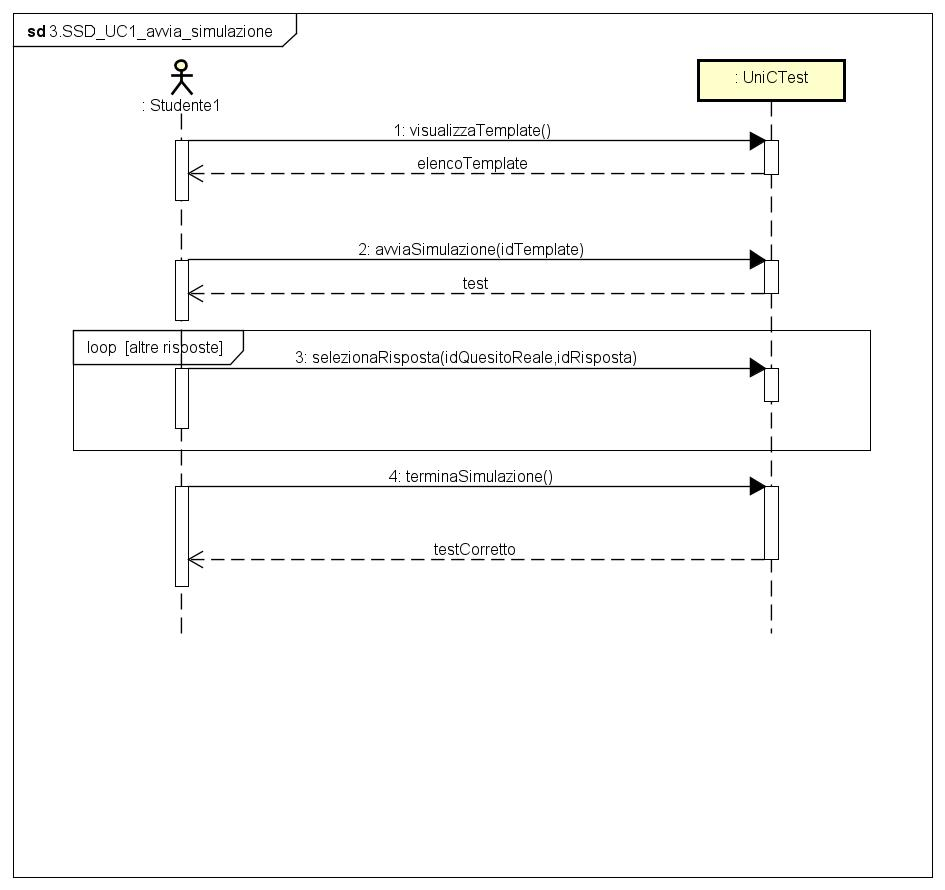 sd 3.SSD_UC1_avvia_simulazione
: Studente1
: UniCTest
1: visualizzaTemplate()
elencoTemplate
2: avviaSimulazione(idTemplate)
test
loop [altre risposte]
3: selezionaRisposta(idQuesitoReale,idRisposta)
4: terminaSimulazione()
testCorretto